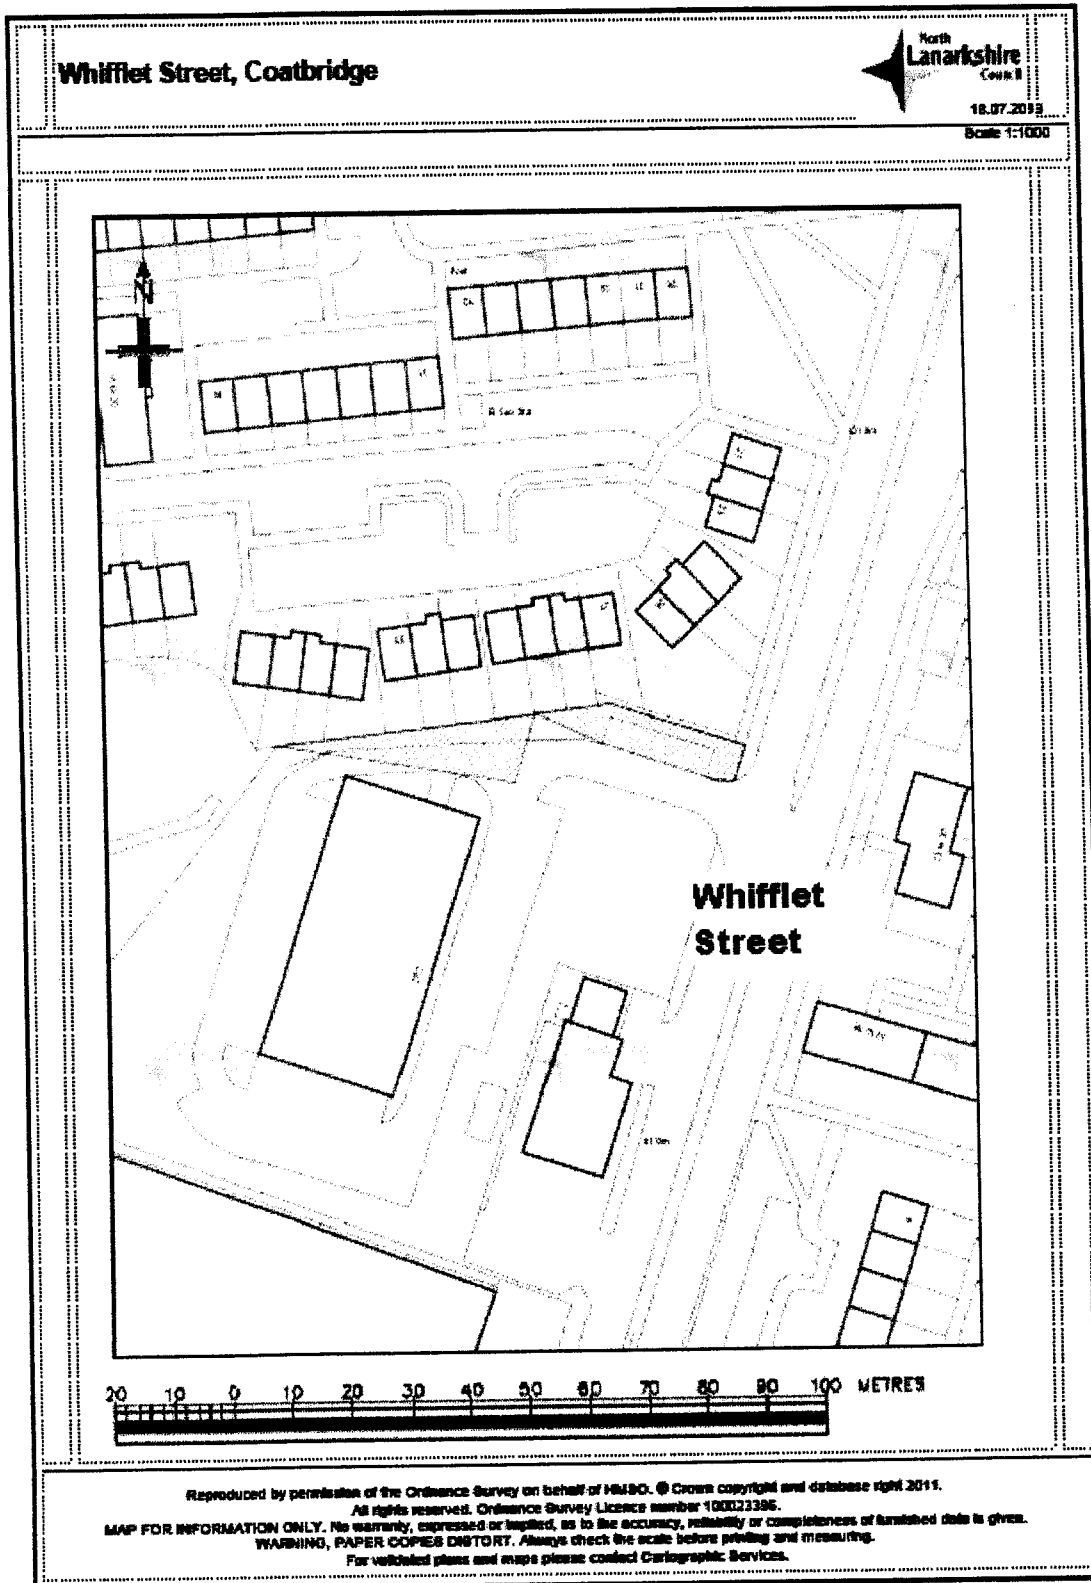 Whifflet Street, Coatbridge
North
Lanarkshire
Council
18.07.2013
Scale 1:1000
N
Whifflet
Street
20 10 0 10 20 30 40 50 60 70 80 90 100 METRES
Reproduced by permission of the Ordnance Survey on behalf of HMSO. © Crown copyright and database right 2011.
All rights reserved. Ordnance Survey Licence number 100023396.
MAP FOR INFORMATION ONLY. No warranty, expressed or implied, as to the accuracy, reliability or completeness of furnished data is given.
WARNING, PAPER COPIES DISTORT. Always check the scale before printing and measuring.
For validated plans and maps please contact Cartographic Services.